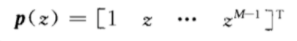 p(z) = [1 z ⋯ z^{M-1}]^T